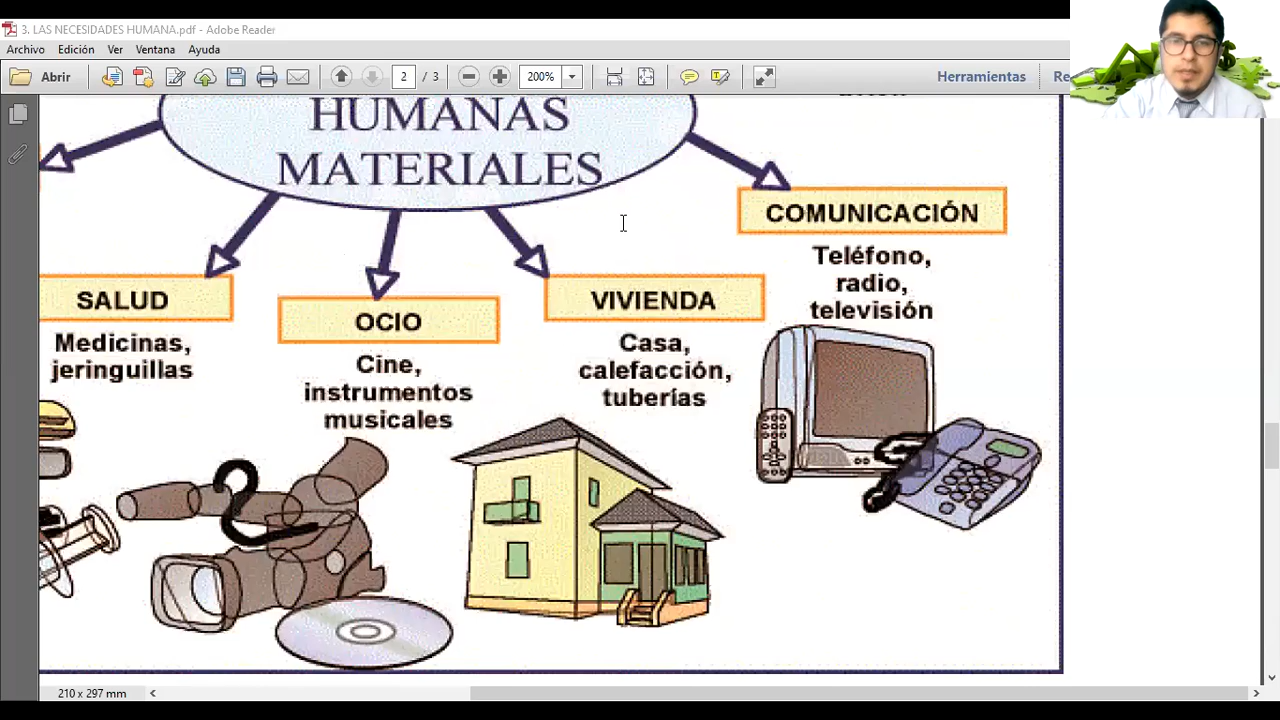 3. LAS NECESIDADES HUMANA.pdf - Adobe Reader
Archivo Edición Ver Ventana Ayuda
Abrir 2 / 3 200% Herramientas
HUMANAS
MATERIALES
COMUNICACIÓN
Teléfono,
radio,
televisión
SALUD
Medicinas,
jeringuillas
OCIO
Cine,
instrumentos
musicales
VIVIENDA
Casa,
calefacción,
tuberías
210 x 297 mm